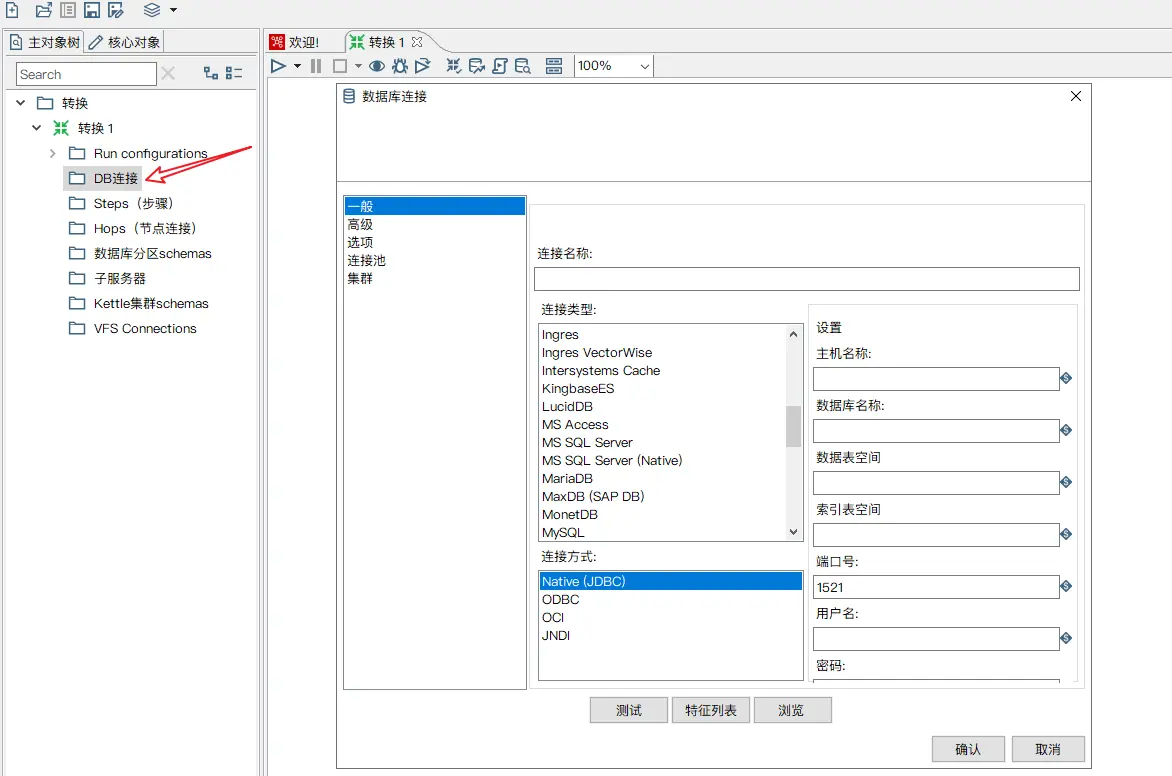 主对象树
核心对象
Search
转换
转换 1
Run configurations
DB连接
Steps（步骤）
Hops（节点连接）
数据库分区schemas
子服务器
Kettle集群schemas
VFS Connections
欢迎!
转换 1
100%
数据库连接
一般
高级
选项
连接池
集群
连接名称:
连接类型:
Ingres
Ingres VectorWise
Intersystems Cache
KingbaseES
LucidDB
MS Access
MS SQL Server
MS SQL Server (Native)
MariaDB
MaxDB (SAP DB)
MonetDB
MySQL
连接方式:
Native (JDBC)
ODBC
OCI
JNDI
设置
主机名称:
数据库名称:
数据表空间
索引表空间
端口号:
1521
用户名:
密码:
测试
特征列表
浏览
确认
取消